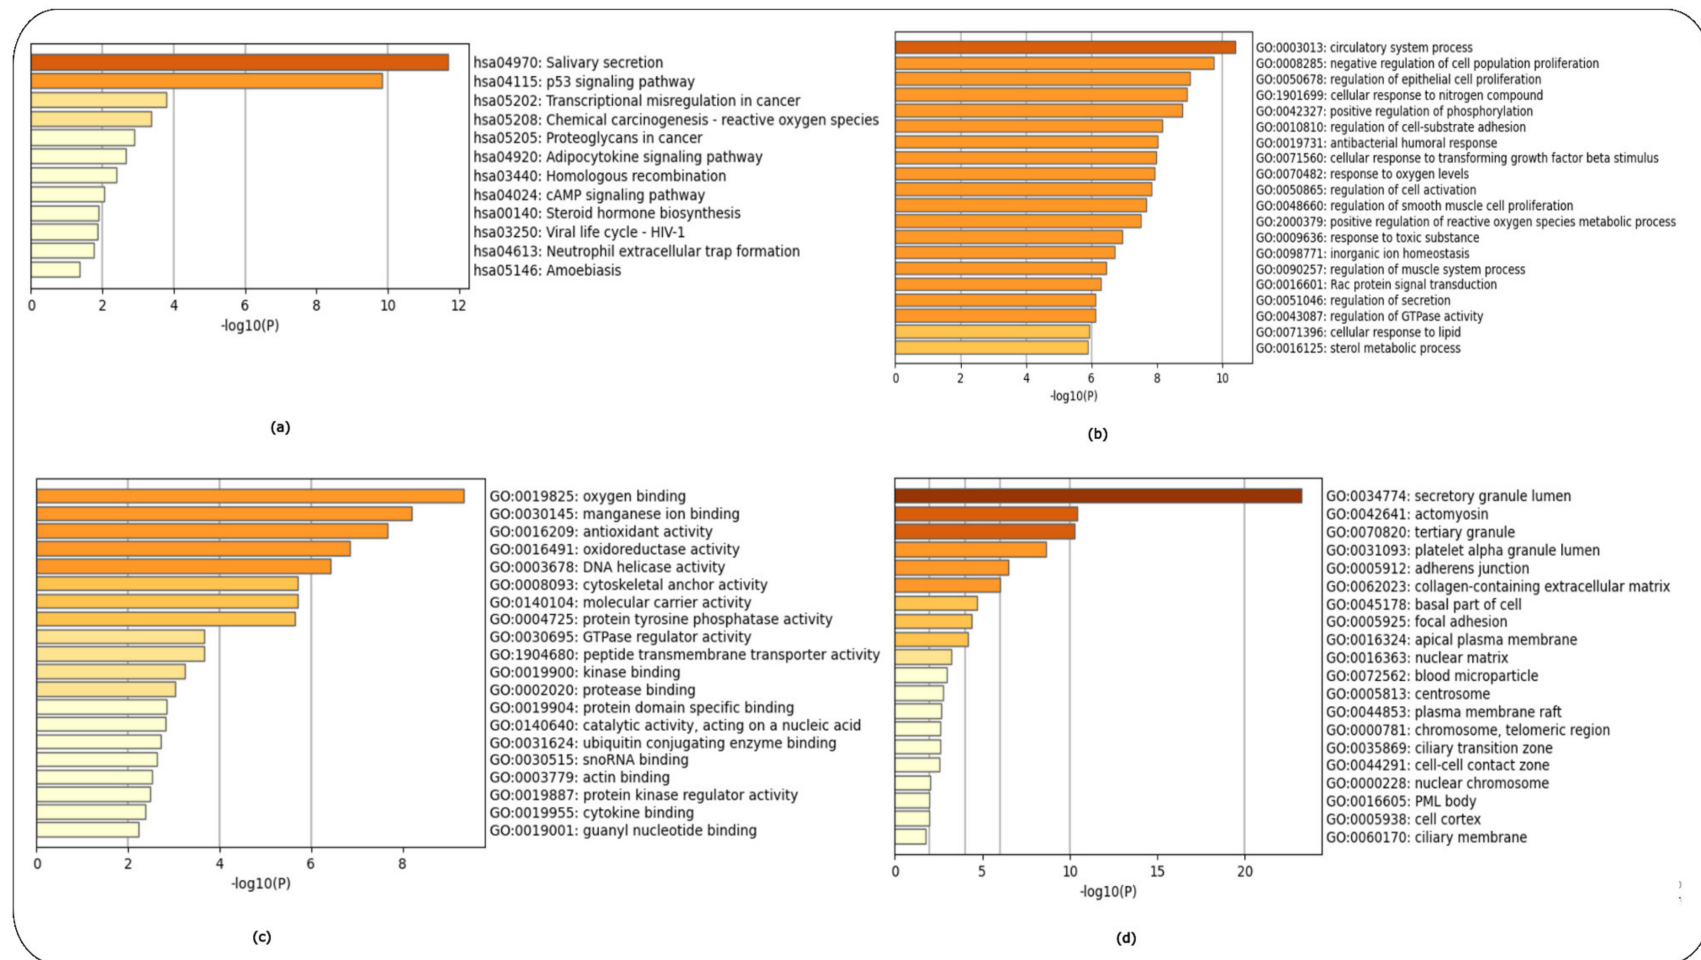 hsa04970: Salivary secretion
hsa04115: p53 signaling pathway
hsa05202: Transcriptional misregulation in cancer
hsa05208: Chemical carcinogenesis - reactive oxygen species
hsa05205: Proteoglycans in cancer
hsa04920: Adipocytokine signaling pathway
hsa03440: Homologous recombination
hsa04024: cAMP signaling pathway
hsa00140: Steroid hormone biosynthesis
hsa03250: Viral life cycle - HIV-1
hsa04613: Neutrophil extracellular trap formation
hsa05146: Amoebiasis
0 2 4 6 8 10 12
-log10(P)
(a)
GO:0003013: circulatory system process
GO:0008285: negative regulation of cell population proliferation
GO:0050678: regulation of epithelial cell proliferation
GO:1901699: cellular response to nitrogen compound
GO:0042327: positive regulation of phosphorylation
GO:0010810: regulation of cell-substrate adhesion
GO:0019731: antibacterial humoral response
GO:0071560: cellular response to transforming growth factor beta stimulus
GO:0070482: response to oxygen levels
GO:0050865: regulation of cell activation
GO:0048660: regulation of smooth muscle cell proliferation
GO:2000379: positive regulation of reactive oxygen species metabolic process
GO:0009636: response to toxic substance
GO:0098771: inorganic ion homeostasis
GO:0090257: regulation of muscle system process
GO:0016601: Rac protein signal transduction
GO:0051046: regulation of secretion
GO:0043087: regulation of GTPase activity
GO:0071396: cellular response to lipid
GO:0016125: sterol metabolic process
0 2 4 6 8 10
-log10(P)
(b)
GO:0019825: oxygen binding
GO:0030145: manganese ion binding
GO:0016209: antioxidant activity
GO:0016491: oxidoreductase activity
GO:0003678: DNA helicase activity
GO:0008093: cytoskeletal anchor activity
GO:0140104: molecular carrier activity
GO:0004725: protein tyrosine phosphatase activity
GO:0030695: GTPase regulator activity
GO:1904680: peptide transmembrane transporter activity
GO:0019900: kinase binding
GO:0002020: protease binding
GO:0019904: protein domain specific binding
GO:0140640: catalytic activity, acting on a nucleic acid
GO:0031624: ubiquitin conjugating enzyme binding
GO:0030515: snoRNA binding
GO:0003779: actin binding
GO:0019887: protein kinase regulator activity
GO:0019955: cytokine binding
GO:0019001: guanyl nucleotide binding
0 2 4 6 8
-log10(P)
(c)
GO:0034774: secretory granule lumen
GO:0042641: actomyosin
GO:0070820: tertiary granule
GO:0031093: platelet alpha granule lumen
GO:0005912: adherens junction
GO:0062023: collagen-containing extracellular matrix
GO:0045178: basal part of cell
GO:0005925: focal adhesion
GO:0016324: apical plasma membrane
GO:0016363: nuclear matrix
GO:0072562: blood microparticle
GO:0005813: centrosome
GO:0044853: plasma membrane raft
GO:0000781: chromosome, telomeric region
GO:0035869: ciliary transition zone
GO:0044291: cell-cell contact zone
GO:0000228: nuclear chromosome
GO:0016605: PML body
GO:0005938: cell cortex
GO:0060170: ciliary membrane
0 5 10 15 20
-log10(P)
(d)